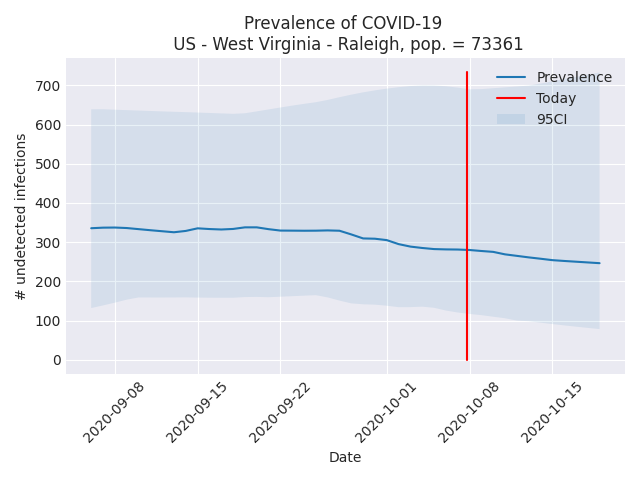 Prevalence of COVID-19
US - West Virginia - Raleigh, pop. = 73361
# undetected infections
700
600
500
400
300
200
100
0
Prevalence
Today
95CI
2020-09-08
2020-09-15
2020-09-22
2020-10-01
2020-10-08
2020-10-15
Date